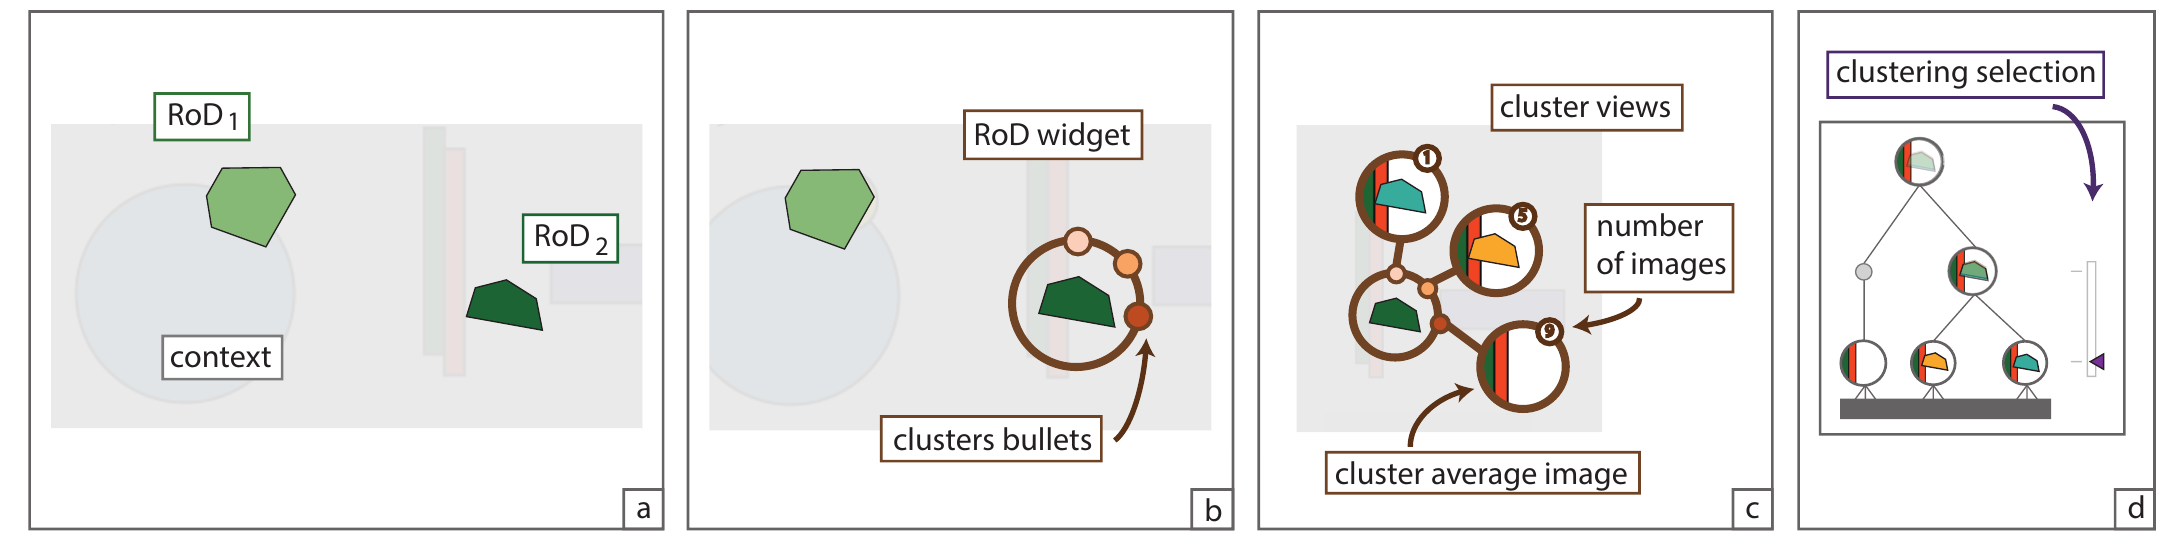 RoD 1
RoD 2
context
a
RoD widget
clusters bullets
b
cluster views
1
5
number
of images
9
cluster average image
c
clustering selection
d